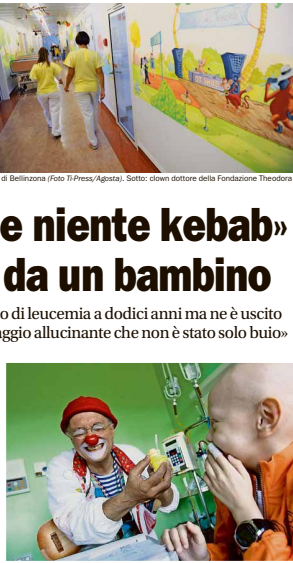 di Bellinzona (Foto Ti-Press/Agosta). Sotto: clown dottore della Fondazione Theodora
e niente kebab»
da un bambino
o di leucemia a dodici anni ma ne è uscito
aggio allucinante che non è stato solo buio»